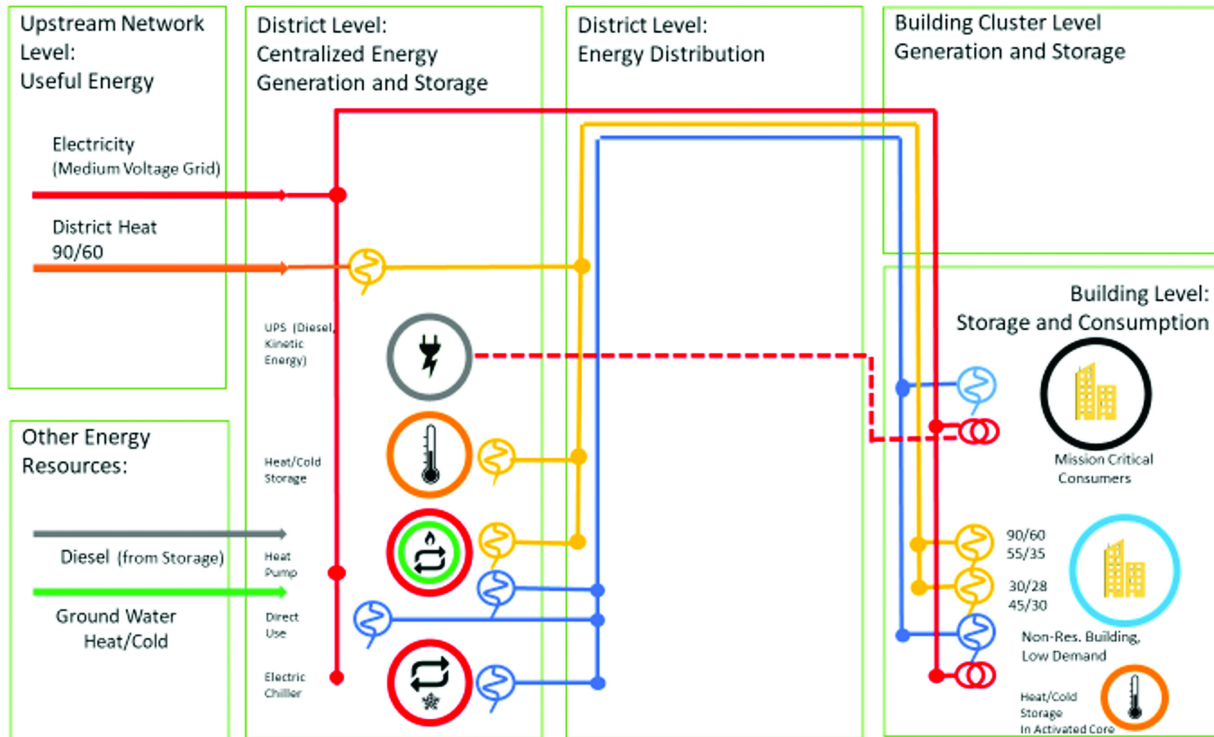 Upstream Network
Level:
Useful Energy
Electricity
(Medium Voltage Grid)
District Heat
90/60
Other Energy
Resources:
Diesel (from Storage)
Ground Water
Heat/Cold
District Level:
Centralized Energy
Generation and Storage
UPS (Diesel,
Kinetic
Energy)
Heat/Cold
Storage
Heat
Pump
Direct
Use
Electric
Chiller
District Level:
Energy Distribution
Building Cluster Level
Generation and Storage
Building Level:
Storage and Consumption
Mission Critical
Consumers
90/60
55/35
30/28
45/30
Non-Res. Building,
Low Demand
Heat/Cold
Storage
In Activated Core